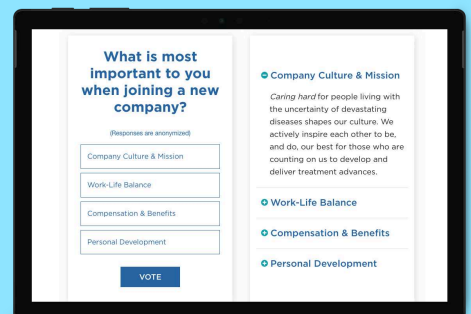 What is most
important to you
when joining a new
company?
(Responses are anonymized)
Company Culture & Mission
Work-Life Balance
Compensation & Benefits
Personal Development
VOTE
Company Culture & Mission
Caring hard for people living with
the uncertainty of devastating
diseases shapes our culture. We
actively inspire each other to be,
and do, our best for those who are
counting on us to develop and
deliver treatment advances.
Work-Life Balance
Compensation & Benefits
Personal Development